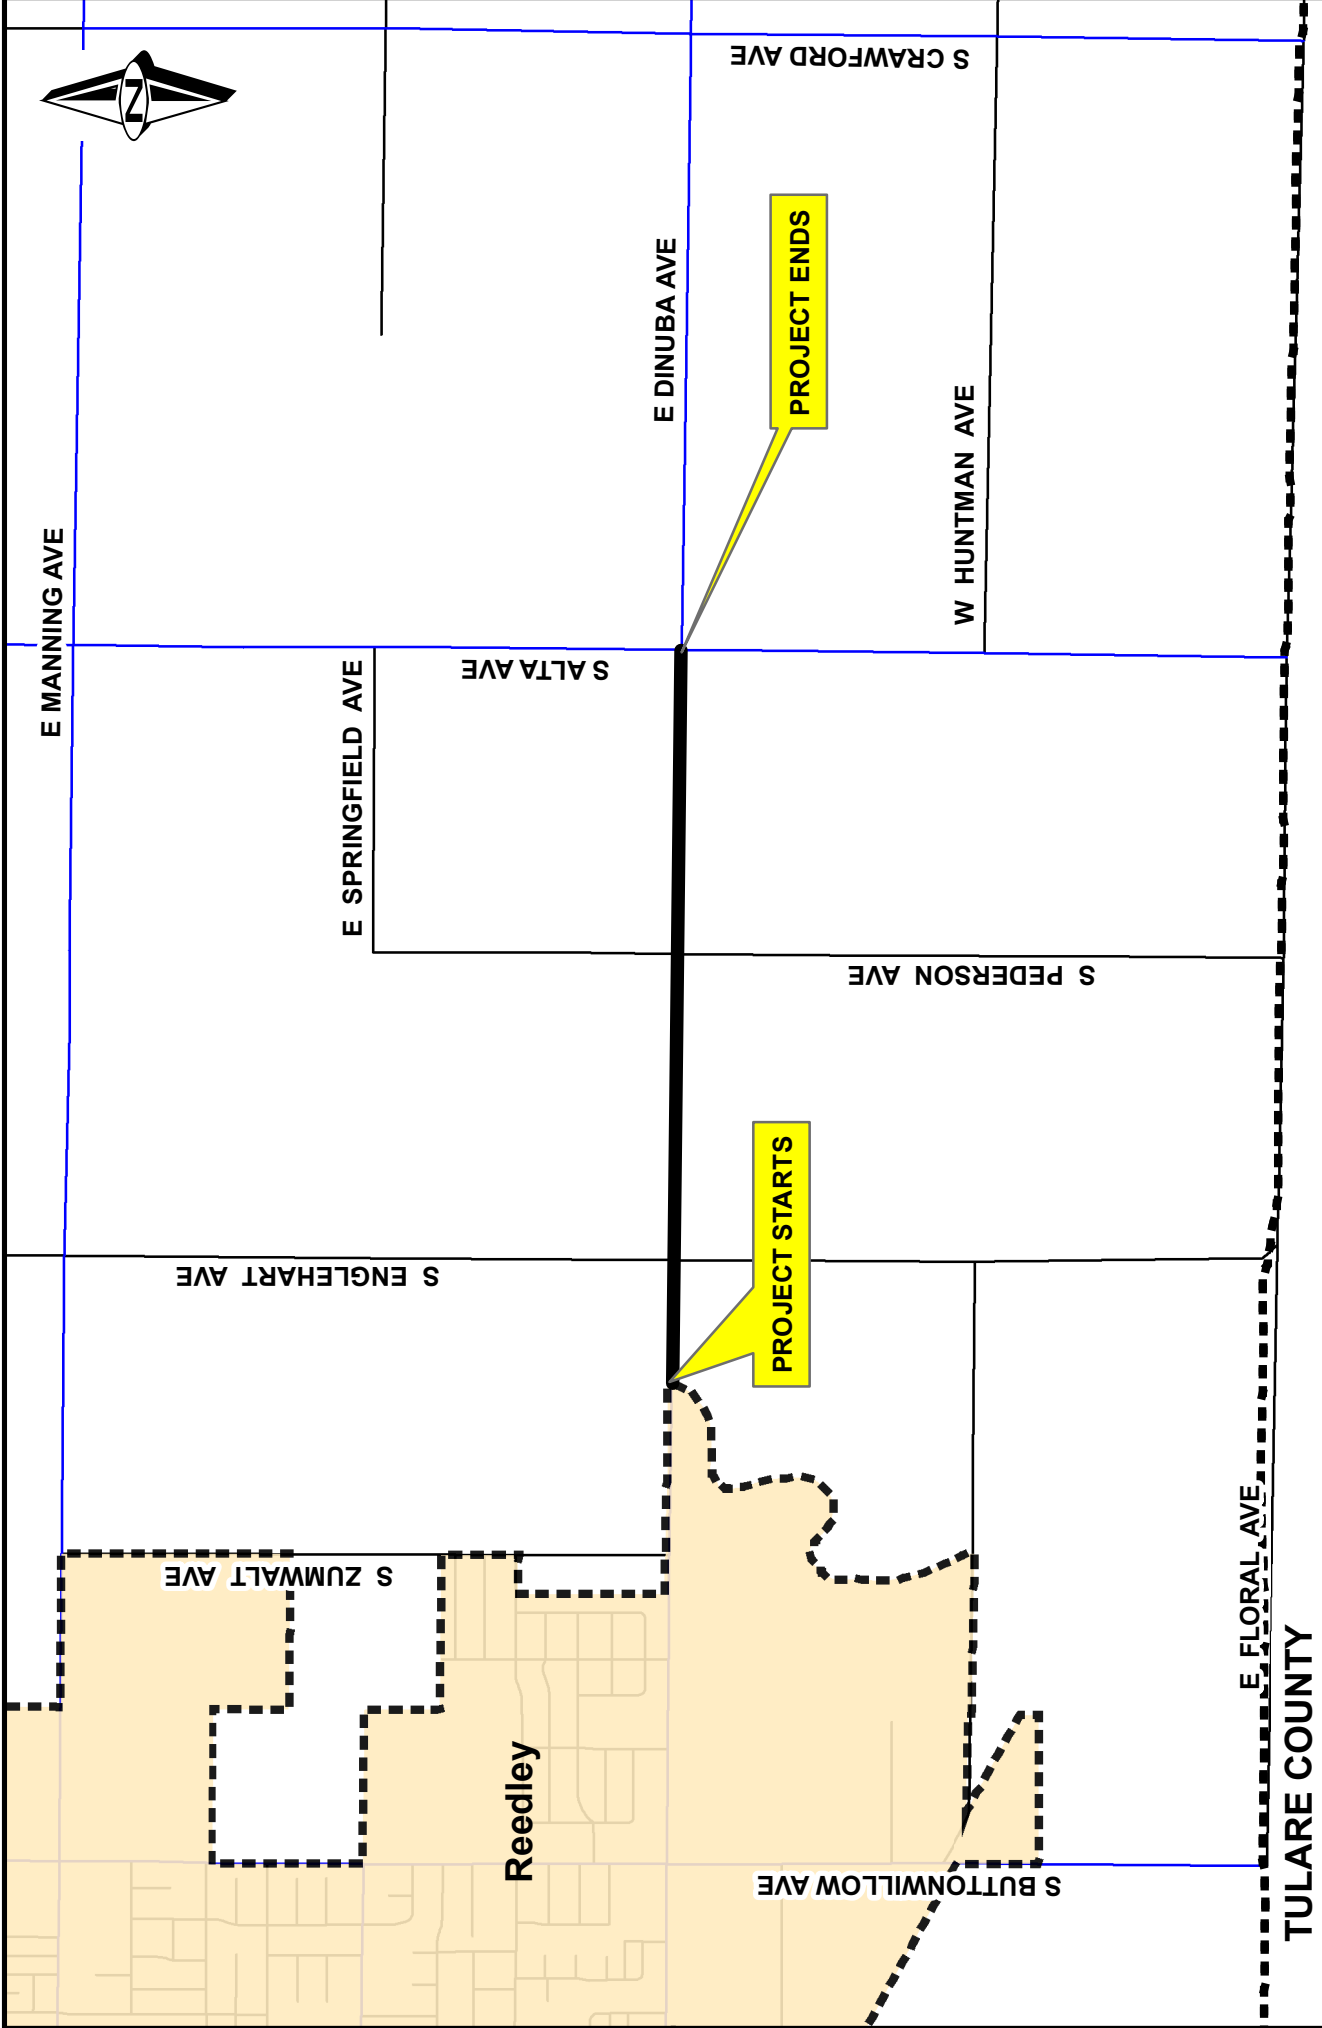 E MANNING AVE
S CRAWFORD AVE
N
E SPRINGFIELD AVE
S ALTA AVE
E DINUBA AVE
PROJECT ENDS
W HUNTMAN AVE
S ENGLEHART AVE
S PEDERSON AVE
PROJECT STARTS
S ZUMWALT AVE
Reedley
S BUTTONWILLOW AVE
E FLORAL AVE
TULARE COUNTY